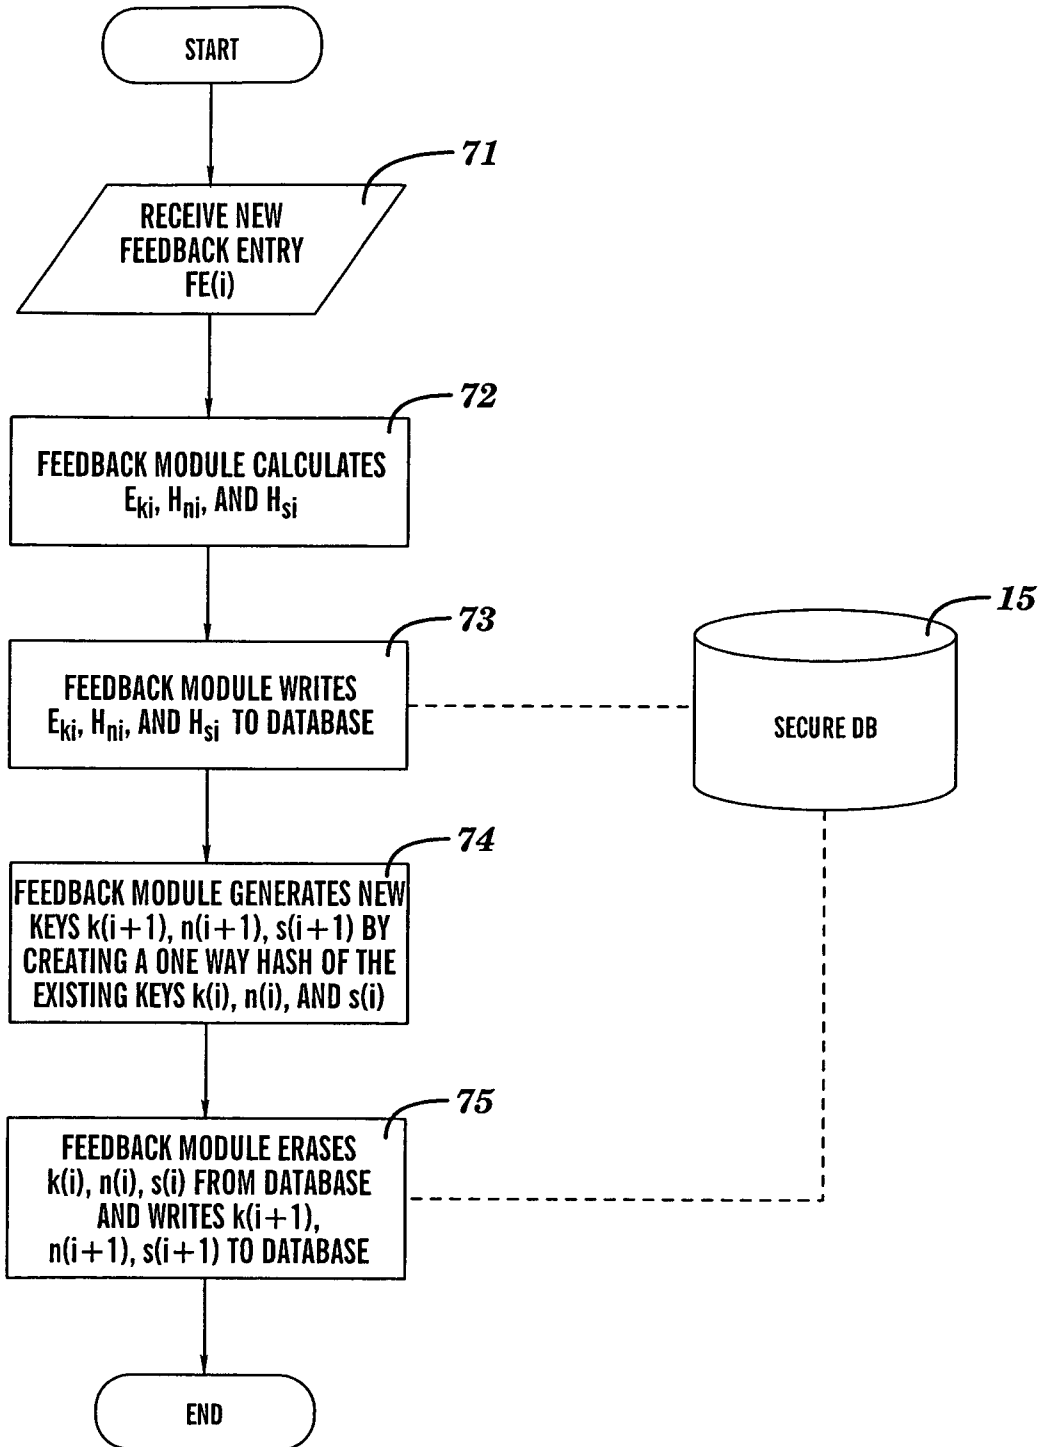 START
71
RECEIVE NEW
FEEDBACK ENTRY
FE(i)
72
FEEDBACK MODULE CALCULATES
Eki, Hni, AND Hsi
73
FEEDBACK MODULE WRITES
Eki, Hni, AND Hsi TO DATABASE
15
SECURE DB
74
FEEDBACK MODULE GENERATES NEW
KEYS k(i+1), n(i+1), s(i+1) BY
CREATING A ONE WAY HASH OF THE
EXISTING KEYS k(i), n(i), AND s(i)
75
FEEDBACK MODULE ERASES
k(i), n(i), s(i) FROM DATABASE
AND WRITES k(i+1),
n(i+1), s(i+1) TO DATABASE
END